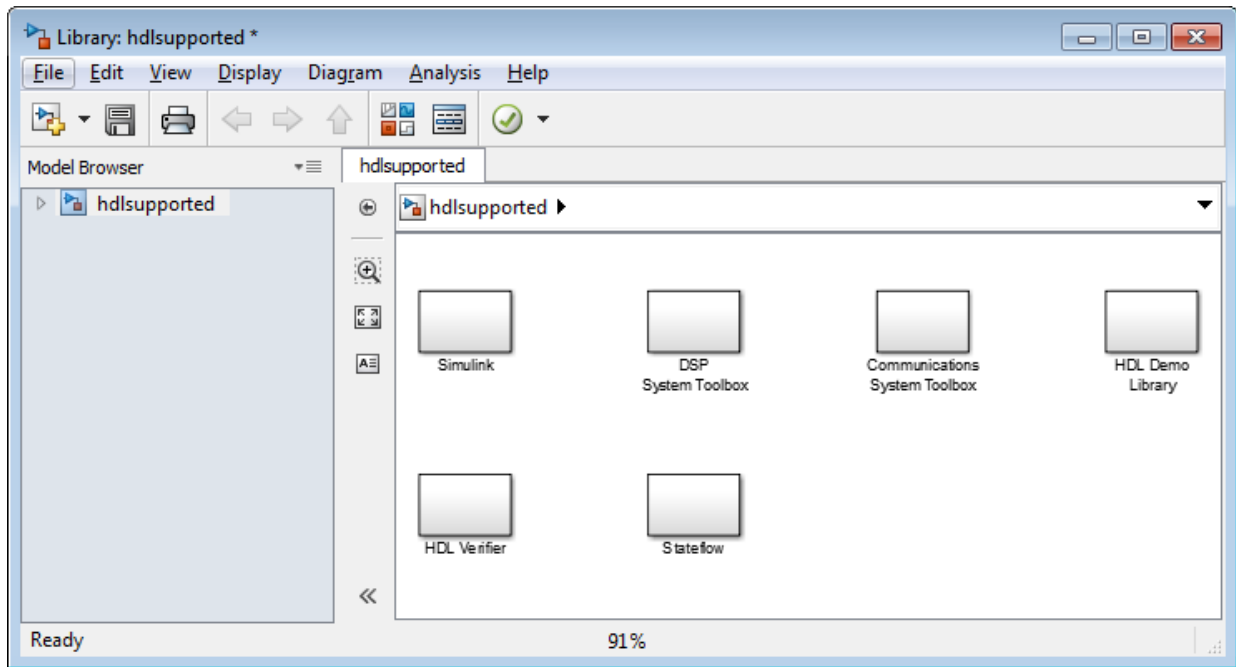 Library: hdlsupported *
File Edit View Display Diagram Analysis Help
Model Browser
hdlsupported
hdlsupported
hdlsupported
Simulink
DSP
System Toolbox
Communications
System Toolbox
HDL Demo
Library
HDL Verifier
Stateflow
Ready
91%